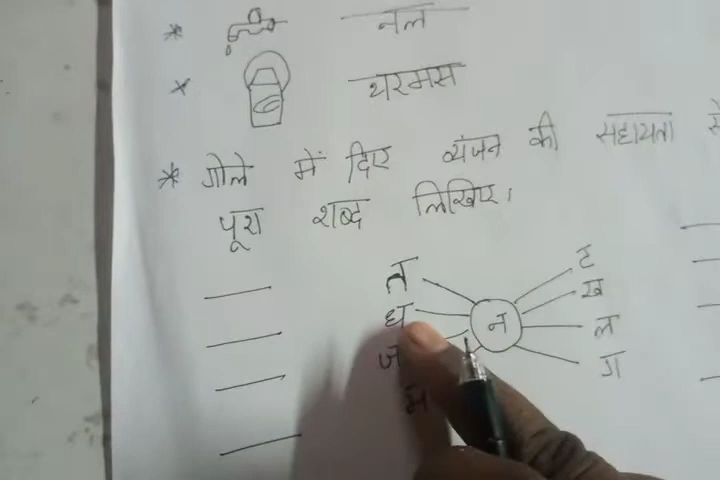 * नल
* थरमस
* गोले में दिए व्यंजन की सहायता से
पूरा शब्द लिखिए।
त ट
ध न ख
ज ल
म ग